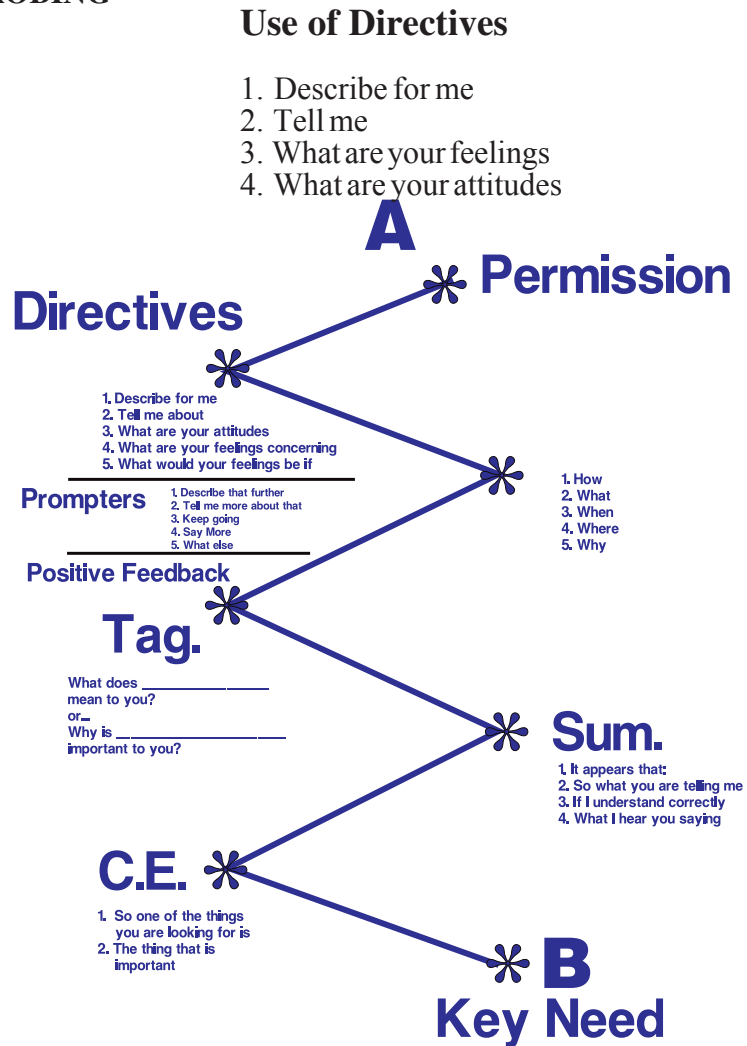 Use of Directives
1. Describe for me
2. Tell me
3. What are your feelings
4. What are your attitudes
A
Permission
Directives
1. Describe for me
2. Tell me about
3. What are your attitudes
4. What are your feelings concerning
5. What would your feelings be if
1. How
2. What
3. When
4. Where
5. Why
Prompters
1. Describe that further
2. Tell me more about that
3. Keep going
4. Say More
5. What else
Positive Feedback
Tag.
What does ____________________
mean to you?
or...
Why is ____________________
important to you?
Sum.
1. It appears that:
2. So what you are telling me
3. If I understand correctly
4. What I hear you saying
C.E.
1. So one of the things
you are looking for is
2. The thing that is
important
B
Key Need